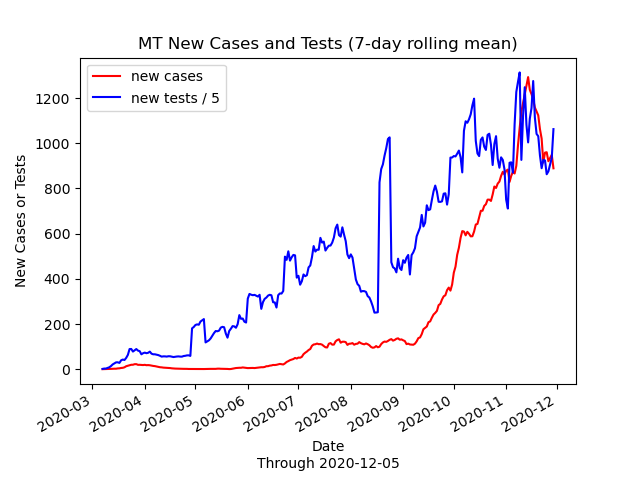 MT New Cases and Tests (7-day rolling mean)
new cases
new tests / 5
New Cases or Tests
1200
1000
800
600
400
200
0
2020-03
2020-04
2020-05
2020-06
2020-07
2020-08
2020-09
2020-10
2020-11
2020-12
Date
Through 2020-12-05